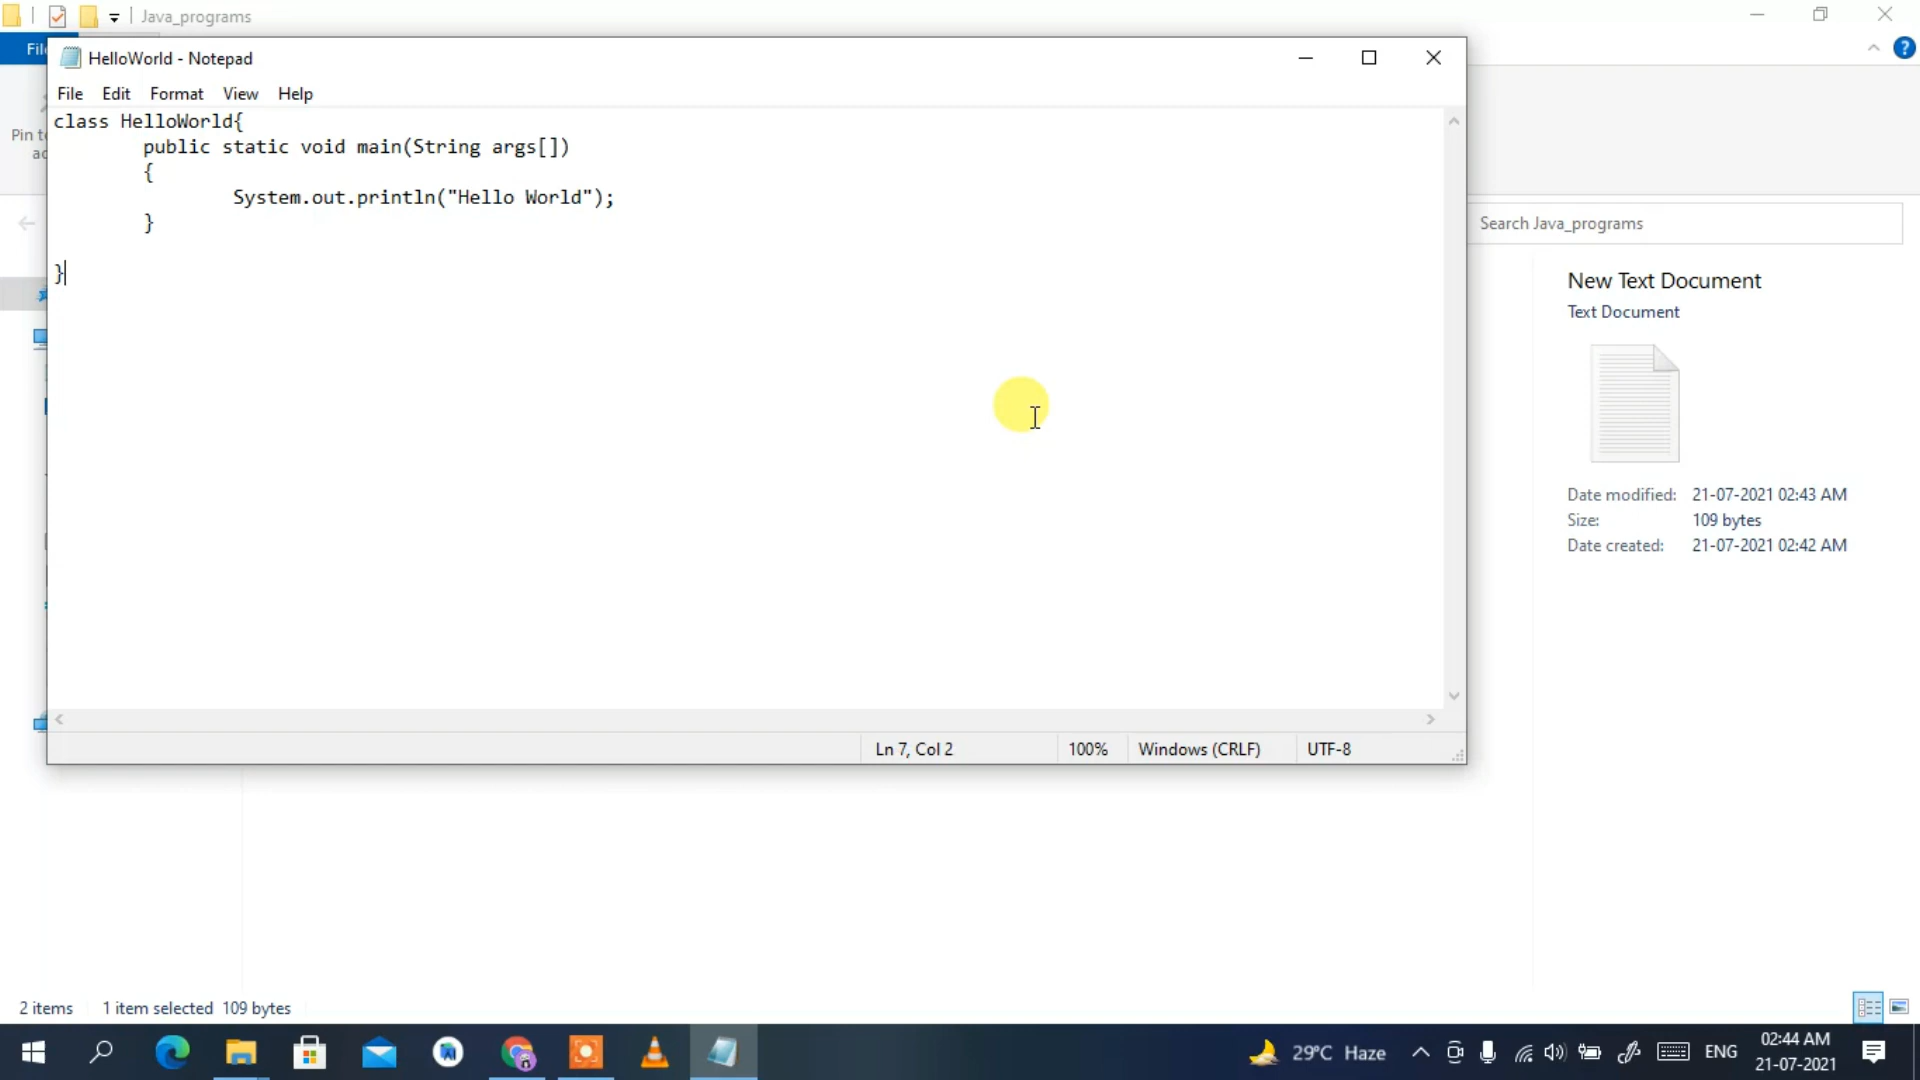 Java_programs
File
HelloWorld - Notepad
File Edit Format View Help
class HelloWorld{
public static void main(String args[])
{
System.out.println("Hello World");
}
}
Pin to
Search Java_programs
New Text Document
Text Document
Date modified: 21-07-2021 02:43 AM
Size: 109 bytes
Date created: 21-07-2021 02:42 AM
Ln 7, Col 2 100% Windows (CRLF) UTF-8
2 items 1 item selected 109 bytes
29°C Haze ENG 02:44 AM
21-07-2021